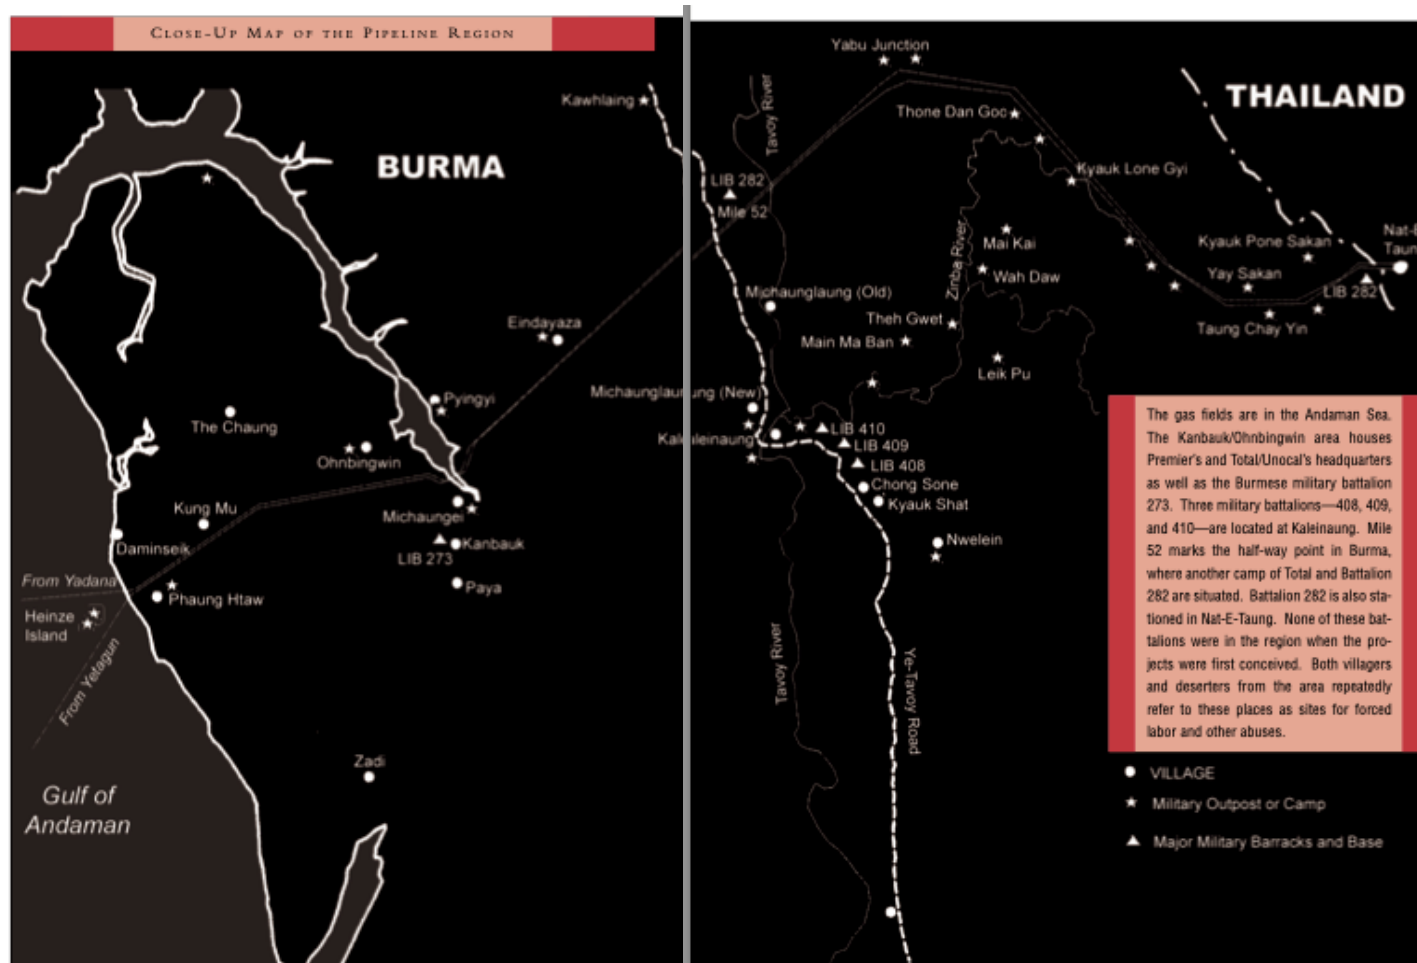 CLOSE-UP MAP OF THE PIPELINE REGION
Yabu Junction
Kawhlaing
Tavoy River
THAILAND
Thone Dan Goo
BURMA
Kyauk Lone Gyi
LIB 282
Mile 52
Zinba River
Mai Kai
Kyauk Pone Sakan
Nat-E
Taun
Wah Daw
Yay Sakan
LIB 282
Michaunglaung (Old)
Eindayaza
Theh Gwet
Taung Chay Yin
Main Ma Ban
Leik Pu
Michaunglaung (New)
Pyingyi
The Chaung
LIB 410
Kaleinaung
LIB 409
Ohnbingwin
LIB 408
Chong Sone
Kung Mu
Kyauk Shat
Michaungei
Daminseik
Kanbauk
Nwelein
LIB 273
From Yadana
Paya
Phaung Htaw
Heinze
Island
From Yetagun
Tavoy River
Ye-Tavoy Road
Zadi
Gulf of
Andaman
The gas fields are in the Andaman Sea.
The Kanbauk/Ohnbingwin area houses
Premier's and Total/Unocal's headquarters
as well as the Burmese military battalion
273. Three military battalions—408, 409,
and 410—are located at Kaleinaung. Mile
52 marks the half-way point in Burma,
where another camp of Total and Battalion
282 are situated. Battalion 282 is also sta-
tioned in Nat-E-Taung. None of these bat-
talions were in the region when the pro-
jects were first conceived. Both villagers
and deserters from the area repeatedly
refer to these places as sites for forced
labor and other abuses.
VILLAGE
Military Outpost or Camp
Major Military Barracks and Base